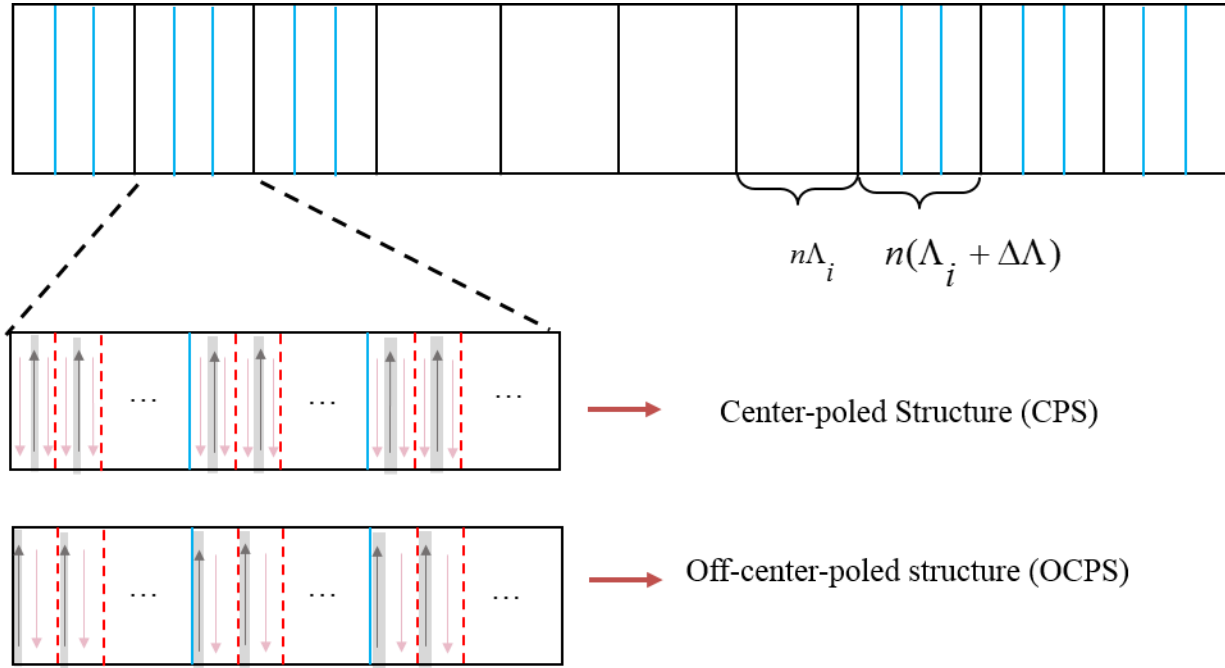 nΛi n(Λi + ΔΛ)
... ... ...
Center-poled Structure (CPS)
... ... ...
Off-center-poled structure (OCPS)